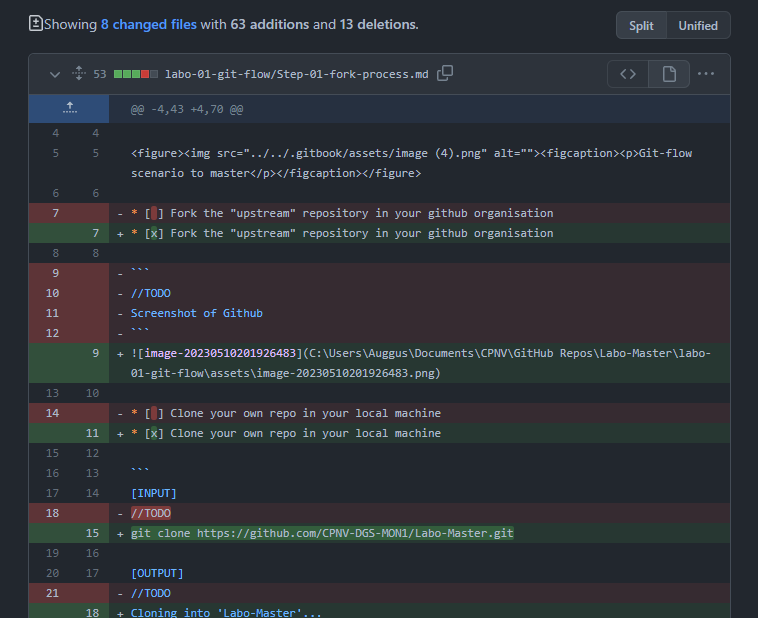 Showing 8 changed files with 63 additions and 13 deletions.
Split Unified
53 labo-01-git-flow/Step-01-fork-process.md
@@ -4,43 +4,70 @@
4 4
5 5 <figure><img src="../../.gitbook/assets/image (4).png" alt=""><figcaption><p>Git-flow
scenario to master</p></figcaption></figure>
6 6
7 - * [ ] Fork the "upstream" repository in your github organisation
7 + * [x] Fork the "upstream" repository in your github organisation
8 8
9 - ```
10 - //TODO
11 - Screenshot of Github
12 - ```
9 + ![image-20230510201926483](C:\Users\Auggus\Documents\CPNV\GitHub Repos\Labo-Master\labo-
01-git-flow\assets\image-20230510201926483.png)
13 10
14 - * [ ] Clone your own repo in your local machine
11 + * [x] Clone your own repo in your local machine
15 12
16 13 ```
17 14 [INPUT]
18 - //TODO
15 + git clone https://github.com/CPNV-DGS-MON1/Labo-Master.git
19 16
20 17 [OUTPUT]
21 - //TODO
18 + Cloning into 'Labo-Master'...